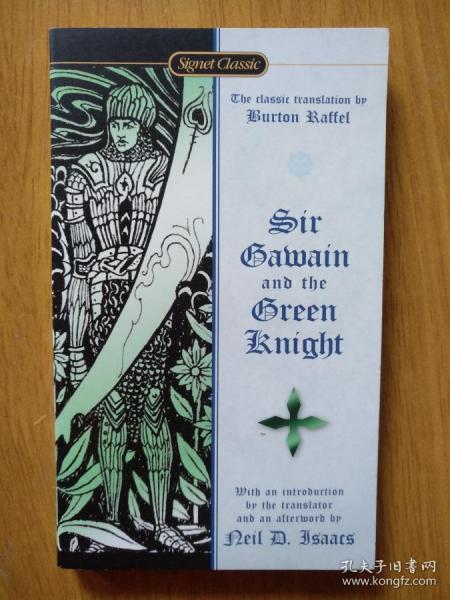 Signet Classic
The classic translation by
Burton Raffel
Sir
Gawain
and the
Green
Knight
With an introduction
by the translator
and an afterword by
Neil D. Isaacs
孔夫子旧书网
www.kongfz.com